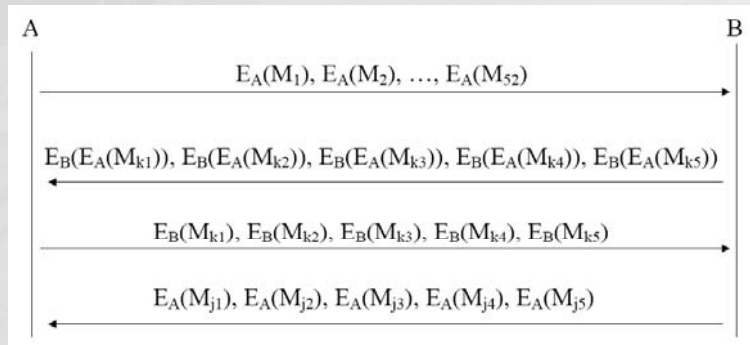 A B
E_A(M_1), E_A(M_2), …, E_A(M_52)
E_B(E_A(M_k1)), E_B(E_A(M_k2)), E_B(E_A(M_k3)), E_B(E_A(M_k4)), E_B(E_A(M_k5))
E_B(M_k1), E_B(M_k2), E_B(M_k3), E_B(M_k4), E_B(M_k5)
E_A(M_j1), E_A(M_j2), E_A(M_j3), E_A(M_j4), E_A(M_j5)